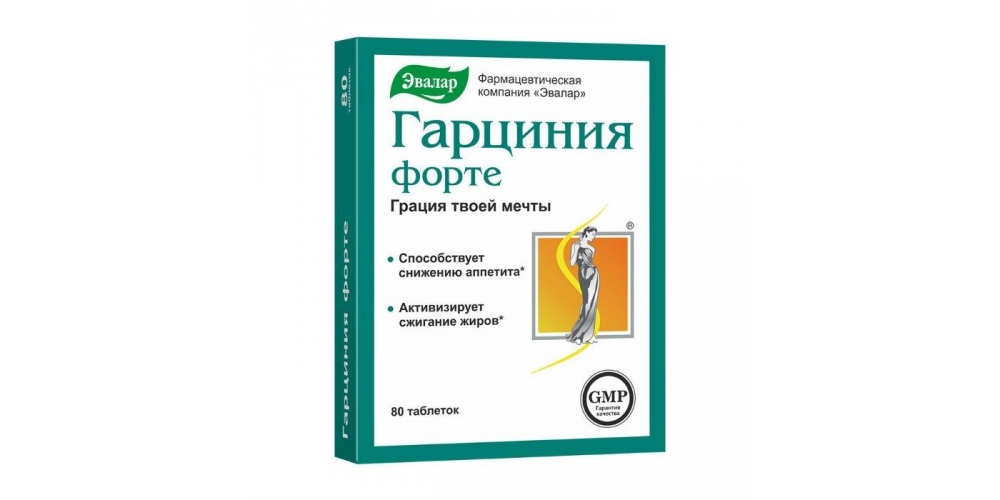 80 таблеток
Гарциния форте
Эвалар
Фармацевтическая
компания «Эвалар»
Гарциния
форте
Грация твоей мечты
®
• Способствует
снижению аппетита*
• Активизирует
сжигание жиров*
80 таблеток
GMP
Гарантия
качества